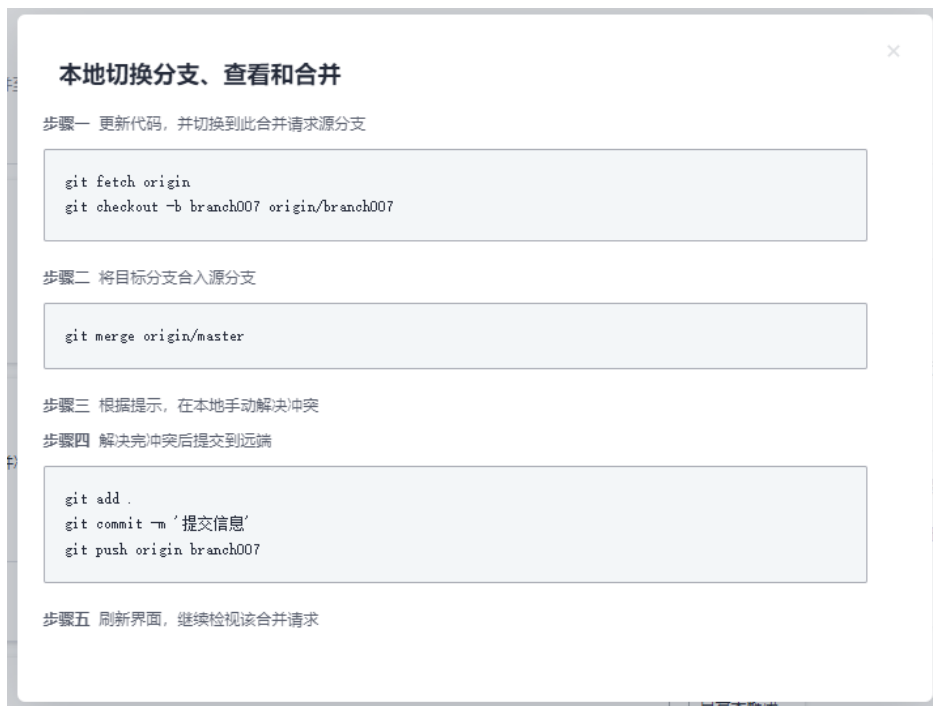 本地切换分支、查看和合并
步骤一 更新代码，并切换到此合并请求源分支
git fetch origin
git checkout -b branch007 origin/branch007
步骤二 将目标分支合入源分支
git merge origin/master
步骤三 根据提示，在本地手动解决冲突
步骤四 解决完冲突后提交到远端
git add .
git commit -m '提交信息'
git push origin branch007
步骤五 刷新界面，继续检视该合并请求